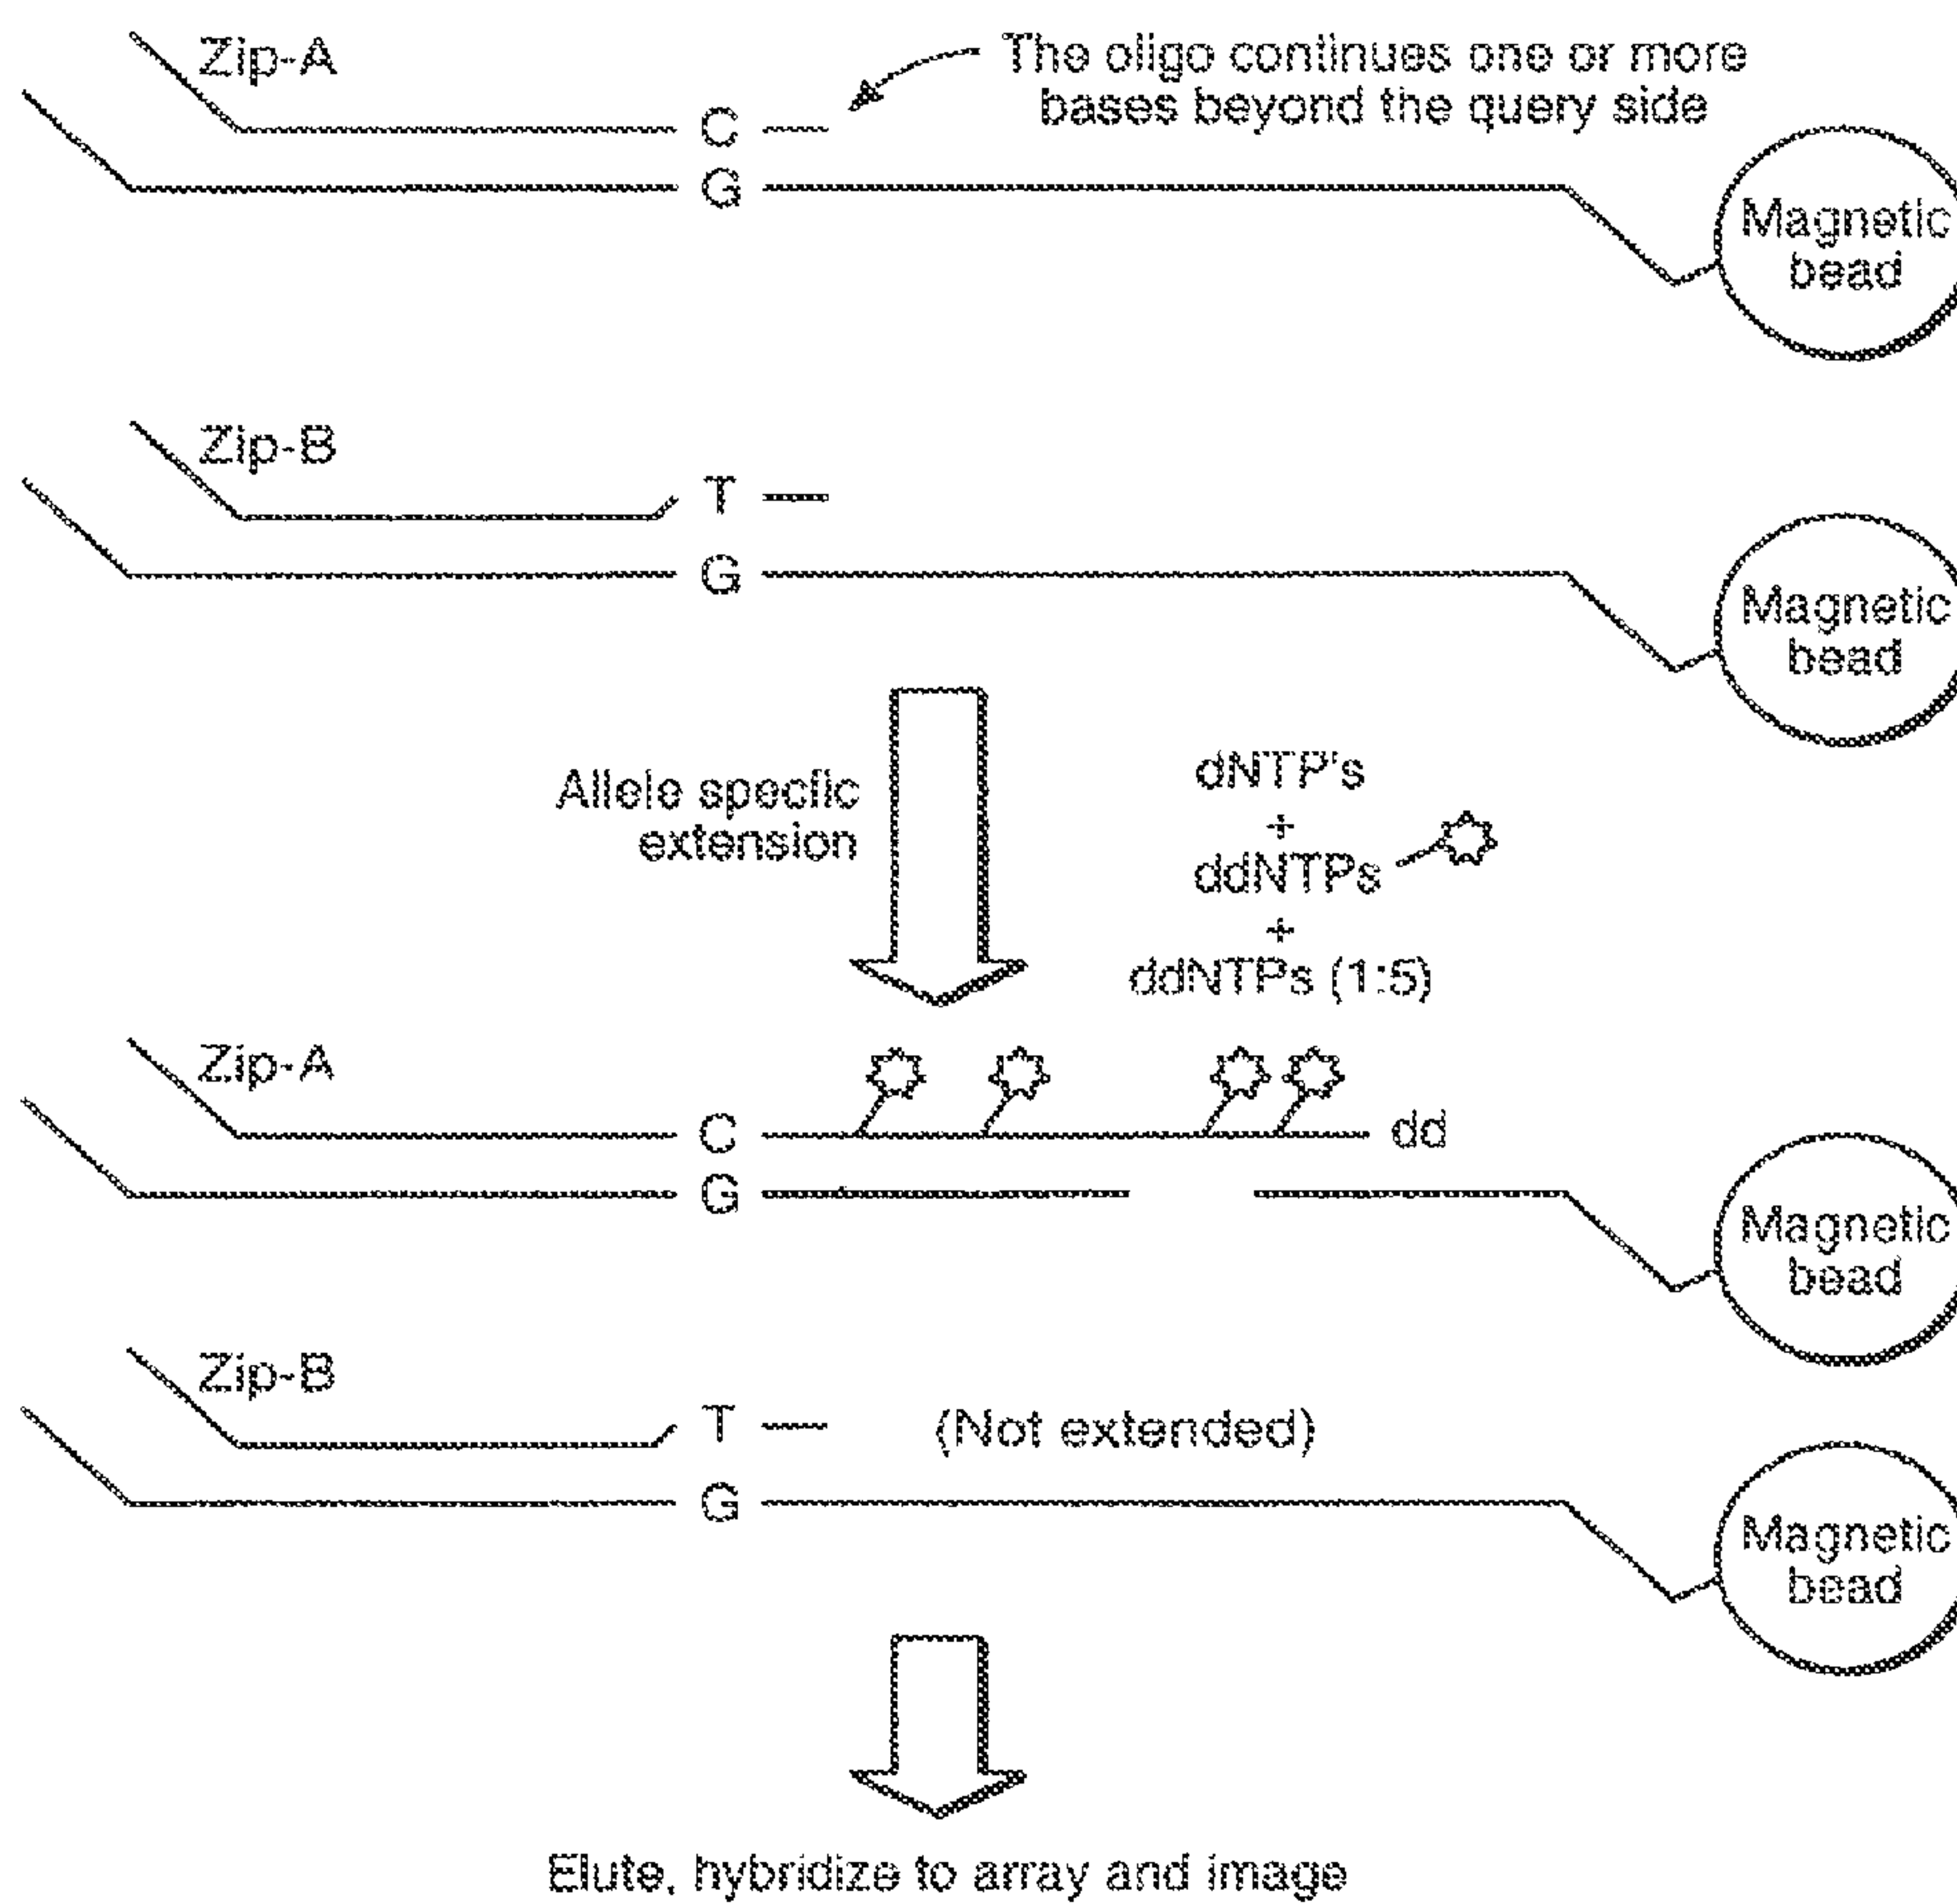 Zip-A
The oligo continues one or more
bases beyond the query side
C
G
Magnetic
bead
Zip-B
T
G
Magnetic
bead
Allele specfic
extension
dNTP's
+
ddNTPs
+
ddNTPs (1:5)
Zip-A
C
dd
G
Magnetic
bead
Zip-B
T
(Not extended)
G
Magnetic
bead
Elute, hybridize to array and image